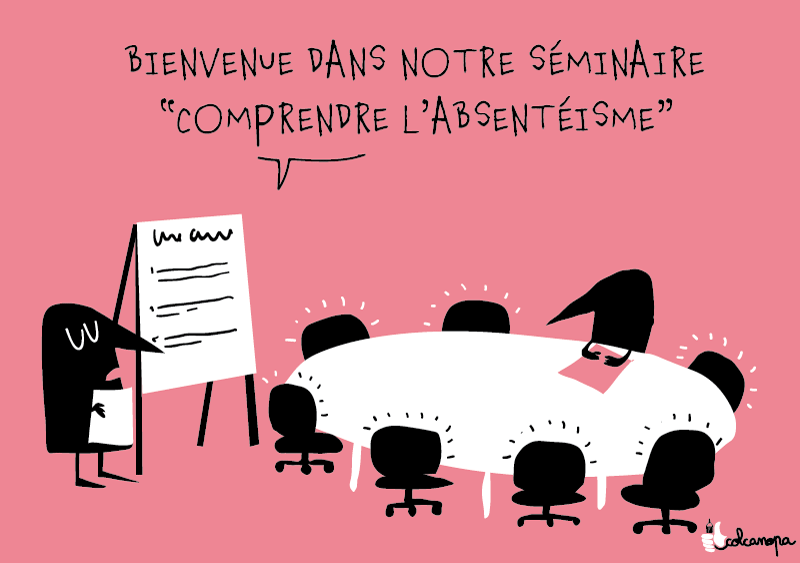 BIENVENUE DANS NOTRE SÉMINAIRE
“COMPRENDRE L’ABSENTÉISME”
colcanopa